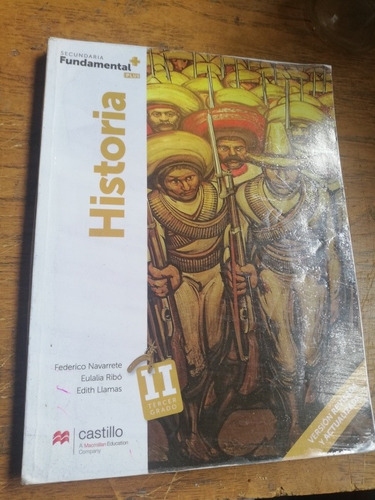 SECUNDARIA
Fundamental+
PLUS
Historia
Federico Navarrete
Eulalia Ribó
Edith Llamas
II
TERCER
GRADO
VERSIÓN
Y
castillo
A Macmillan Education
Company